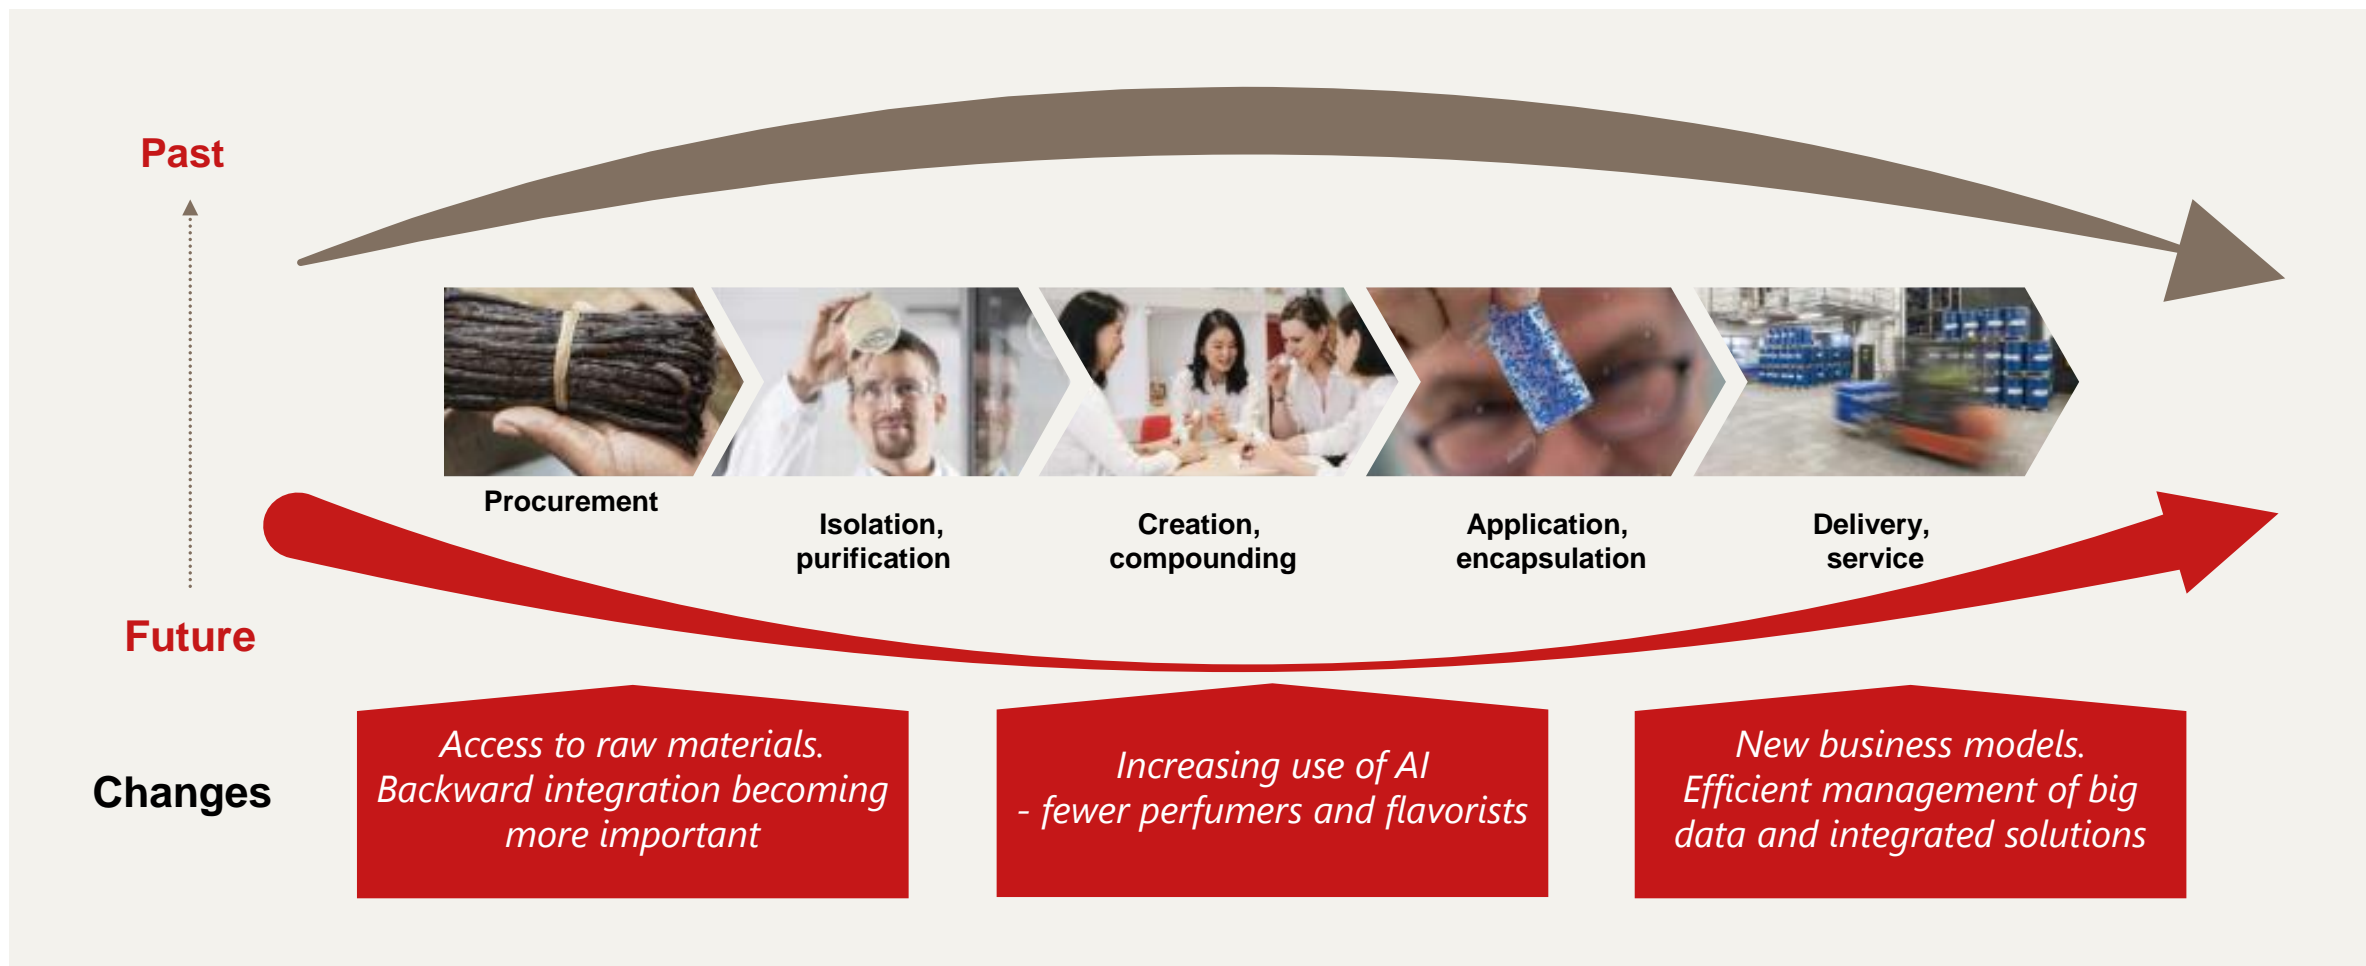 Past
Procurement
Isolation,
purification
Creation,
compounding
Application,
encapsulation
Delivery,
service
Future
Changes
Access to raw materials.
Backward integration becoming
more important
Increasing use of AI
- fewer perfumers and flavorists
New business models.
Efficient management of big
data and integrated solutions